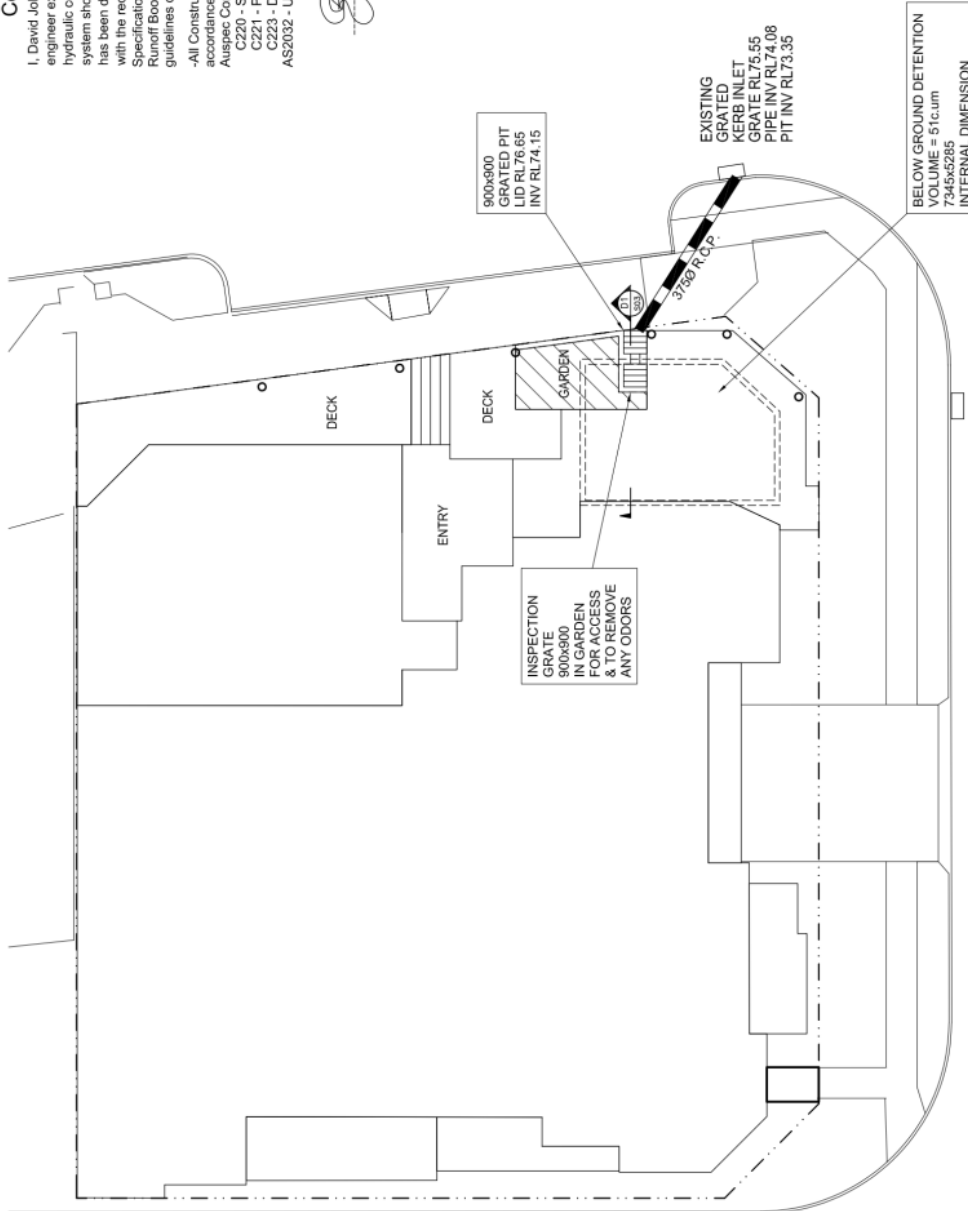 I, David Jol
engineer ex
hydraulic c
system sho
has been d
with the rec
Specification
Runoff Boo
guidelines o
-All Constru
accordance
Auspec Co
C220 - S
C221 - P
C223 - D
AS2032 - U
900x900
GRATED PIT
LID RL76.65
INV RL74.15
EXISTING
GRATED
KERB INLET
GRATE RL75.55
PIPE INV RL74.08
PIT INV RL73.35
375Ø R.C.P.
D1
S03
DECK
DECK
GARDEN
ENTRY
INSPECTION
GRATE
900x900
IN GARDEN
FOR ACCESS
& TO REMOVE
ANY ODORS
BELOW GROUND DETENTION
VOLUME = 51c.um
7345x5285
INTERNAL DIMENSION